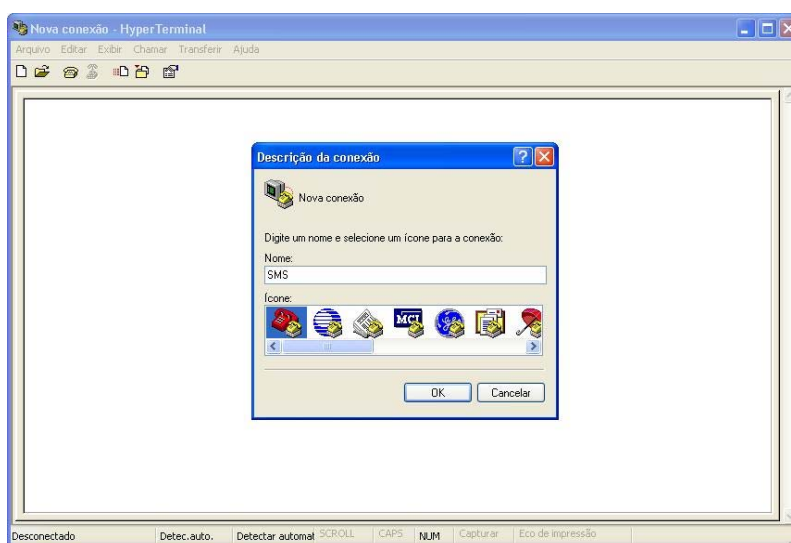 Nova conexão - HyperTerminal
Arquivo Editar Exibir Chamar Transferir Ajuda
Descrição da conexão
Nova conexão
Digite um nome e selecione um ícone para a conexão:
Nome:
SMS
Ícone:
MCI
OK Cancelar
Desconectado Detec.auto. Detectar automat SCROLL CAPS NUM Capturar Eco de impressão